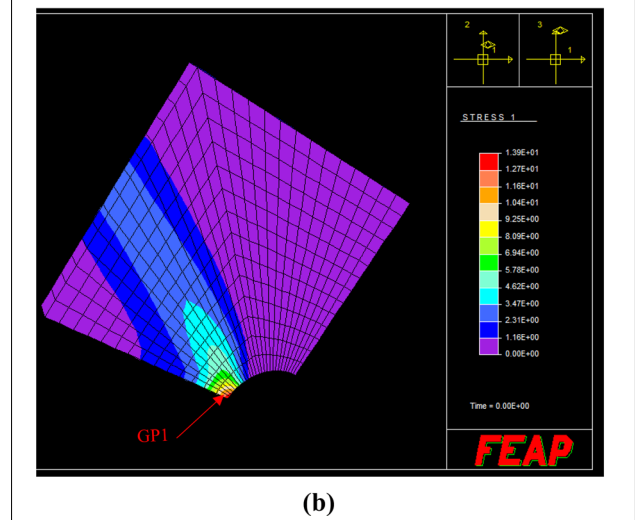 2
1
3
1
STRESS 1
1.39E+01
1.27E+01
1.16E+01
1.04E+01
9.25E+00
8.09E+00
6.94E+00
5.78E+00
4.62E+00
3.47E+00
2.31E+00
1.16E+00
0.00E+00
Time = 0.00E+00
GP1
FEAP
(b)